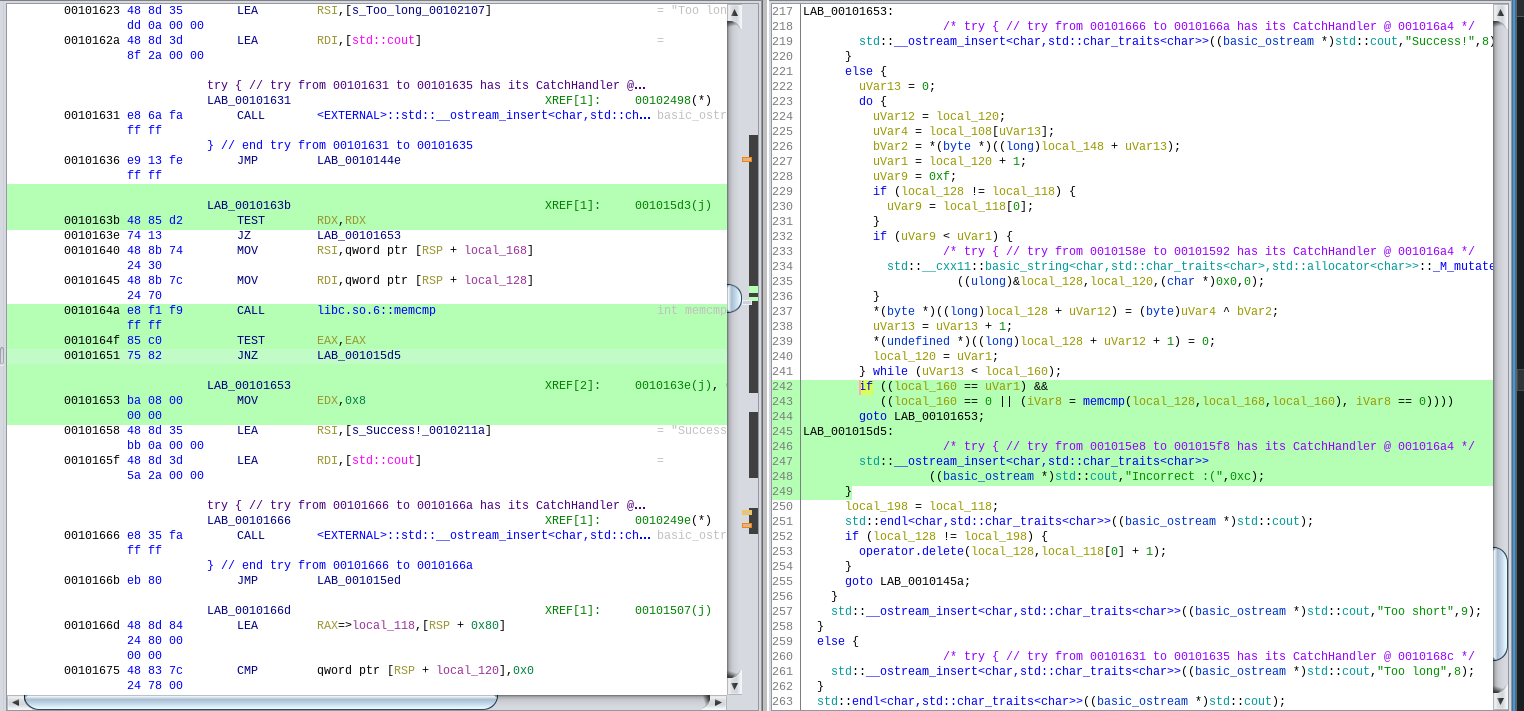 00101623 48 8d 35 LEA RSI,[s_Too_long_00102107] = "Too lon
dd 0a 00 00
0010162a 48 8d 3d LEA RDI,[std::cout] =
8f 2a 00 00
try { // try from 00101631 to 00101635 has its CatchHandler @...
LAB_00101631 XREF[1]: 00102498(*)
00101631 e8 6a fa CALL <EXTERNAL>::std::__ostream_insert<char,std::ch... basic_ostr
ff ff
} // end try from 00101631 to 00101635
00101636 e9 13 fe JMP LAB_0010144e
ff ff
LAB_0010163b XREF[1]: 001015d3(j)
0010163b 48 85 d2 TEST RDX,RDX
0010163e 74 13 JZ LAB_00101653
00101640 48 8b 74 MOV RSI,qword ptr [RSP + local_168]
24 30
00101645 48 8b 7c MOV RDI,qword ptr [RSP + local_128]
24 70
0010164a e8 f1 f9 CALL libc.so.6::memcmp int memcmp
ff ff
0010164f 85 c0 TEST EAX,EAX
00101651 75 82 JNZ LAB_001015d5
LAB_00101653 XREF[2]: 0010163e(j),
00101653 ba 08 00 MOV EDX,0x8
00 00
00101658 48 8d 35 LEA RSI,[s_Success!_0010211a] = "Success
bb 0a 00 00
0010165f 48 8d 3d LEA RDI,[std::cout] =
5a 2a 00 00
try { // try from 00101666 to 0010166a has its CatchHandler @...
LAB_00101666 XREF[1]: 0010249e(*)
00101666 e8 35 fa CALL <EXTERNAL>::std::__ostream_insert<char,std::ch... basic_ostr
ff ff
} // end try from 00101666 to 0010166a
0010166b eb 80 JMP LAB_001015ed
LAB_0010166d XREF[1]: 00101507(j)
0010166d 48 8d 84 LEA RAX=>local_118,[RSP + 0x80]
24 80 00
00 00
00101675 48 83 7c CMP qword ptr [RSP + local_120],0x0
24 78 00
217 LAB_00101653:
218 /* try { // try from 00101666 to 0010166a has its CatchHandler @ 001016a4 */
219 std::__ostream_insert<char,std::char_traits<char>>((basic_ostream *)std::cout,"Success!",8)
220 }
221 else {
222 uVar13 = 0;
223 do {
224 uVar12 = local_120;
225 uVar4 = local_108[uVar13];
226 bVar2 = *(byte *)((long)local_148 + uVar13);
227 uVar1 = local_120 + 1;
228 uVar9 = 0xf;
229 if (local_128 != local_118) {
230 uVar9 = local_118[0];
231 }
232 if (uVar9 < uVar1) {
233 /* try { // try from 0010158e to 00101592 has its CatchHandler @ 001016a4 */
234 std::__cxx11::basic_string<char,std::char_traits<char>,std::allocator<char>>::_M_mutate
235 ((ulong)&local_128,local_120,(char *)0x0,0);
236 }
237 *(byte *)((long)local_128 + uVar12) = (byte)uVar4 ^ bVar2;
238 uVar13 = uVar13 + 1;
239 *(undefined *)((long)local_128 + uVar12 + 1) = 0;
240 local_120 = uVar1;
241 } while (uVar13 < local_160);
242 if ((local_160 == uVar1) &&
243 ((local_160 == 0 || (iVar8 = memcmp(local_128,local_168,local_160), iVar8 == 0))))
244 goto LAB_00101653;
245 LAB_001015d5:
246 /* try { // try from 001015e8 to 001015f8 has its CatchHandler @ 001016a4 */
247 std::__ostream_insert<char,std::char_traits<char>>
248 ((basic_ostream *)std::cout,"Incorrect :(",0xc);
249 }
250 local_198 = local_118;
251 std::endl<char,std::char_traits<char>>((basic_ostream *)std::cout);
252 if (local_128 != local_198) {
253 operator.delete(local_128,local_118[0] + 1);
254 }
255 goto LAB_0010145a;
256 }
257 std::__ostream_insert<char,std::char_traits<char>>((basic_ostream *)std::cout,"Too short",9);
258 }
259 else {
260 /* try { // try from 00101631 to 00101635 has its CatchHandler @ 0010168c */
261 std::__ostream_insert<char,std::char_traits<char>>((basic_ostream *)std::cout,"Too long",8);
262 }
263 std::endl<char,std::char_traits<char>>((basic_ostream *)std::cout);